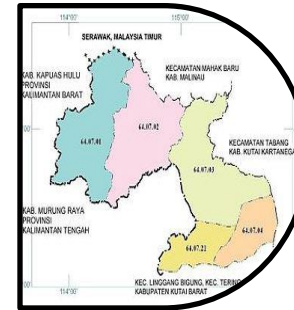 114°00' 115°00'
SERAWAK, MALAYSIA TIMUR
KAB. KAPUAS HULU
PROVINSI
KALIMANTAN BARAT
KECAMATAN MAHAK BARU
KAB. MALINAU
64.07.01
64.07.02
KECAMATAN TABANG
KAB. KUTAI KARTANEGA
64.07.03
KAB. MURUNG RAYA
PROVINSI
KALIMANTAN TENGAH
64.07.04
64.07.21
KEC. LINGGANG BIGUNG, KEC. TERING
KABUPATEN KUTAI BARAT
114°00'